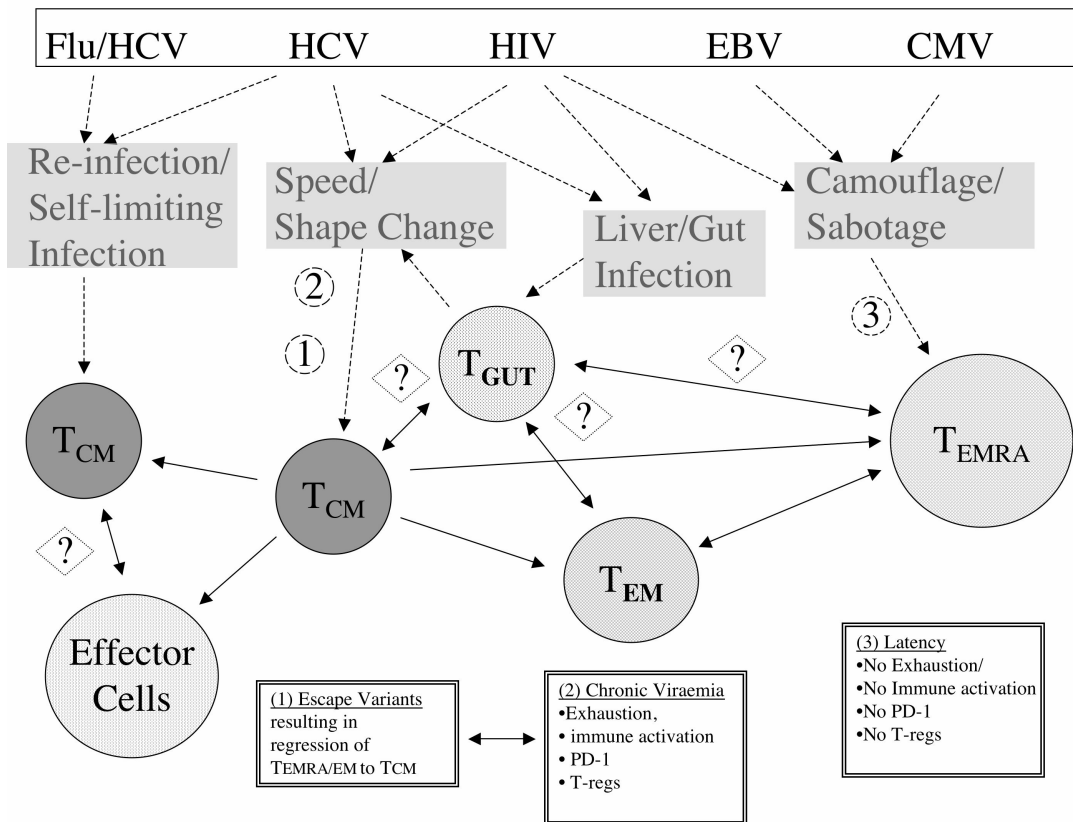 Flu/HCV HCV HIV EBV CMV
Re-infection/
Self-limiting
Infection
Speed/
Shape Change
Liver/Gut
Infection
Camouflage/
Sabotage
2
1
3
?
?
?
?
TGUT
TCM
TCM
TEMRA
TEM
Effector
Cells
(1) Escape Variants
resulting in
regression of
TEMRA/EM to TCM
(2) Chronic Viraemia
•Exhaustion,
• immune activation
• PD-1
• T-regs
(3) Latency
•No Exhaustion/
•No Immune activation
•No PD-1
•No T-regs